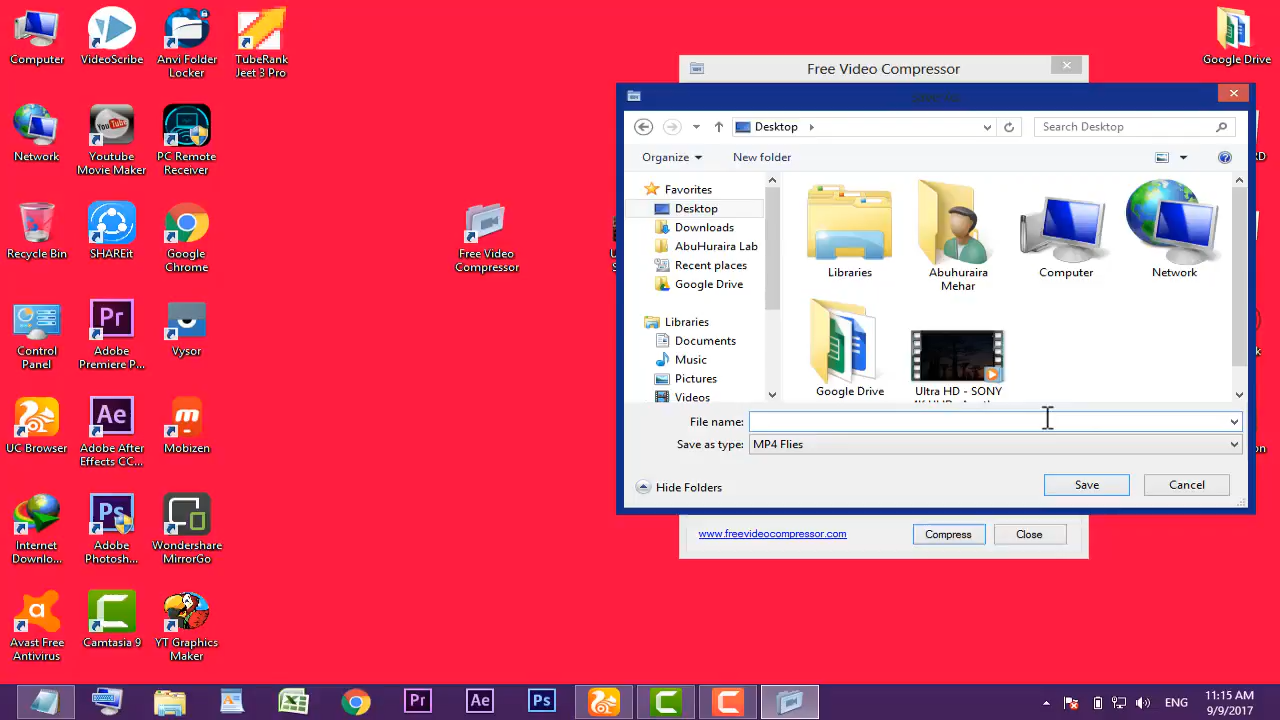 Computer
VideoScribe
Anvi Folder
Locker
TubeRank
Jeet 3 Pro
Google Drive
Network
Youtube
Movie Maker
PC Remote
Receiver
Recycle Bin
SHAREit
Google
Chrome
Free Video
Compressor
Control
Panel
Adobe
Premiere P...
Vysor
UC Browser
Adobe After
Effects CC...
Mobizen
Internet
Downlo...
Adobe
Photosh...
Wondershare
MirrorGo
Avast Free
Antivirus
Camtasia 9
YT Graphics
Maker
Free Video Compressor
Desktop
Search Desktop
Organize
New folder
Favorites
Desktop
Downloads
AbuHuraira Lab
Recent places
Google Drive
Libraries
Documents
Music
Pictures
Videos
Libraries
Abuhuraira
Mehar
Computer
Network
Google Drive
Ultra HD - SONY
File name:
Save as type:
MP4 Flies
Hide Folders
Save
Cancel
www.freevideocompressor.com
Compress
Close
ENG
11:15 AM
9/9/2017